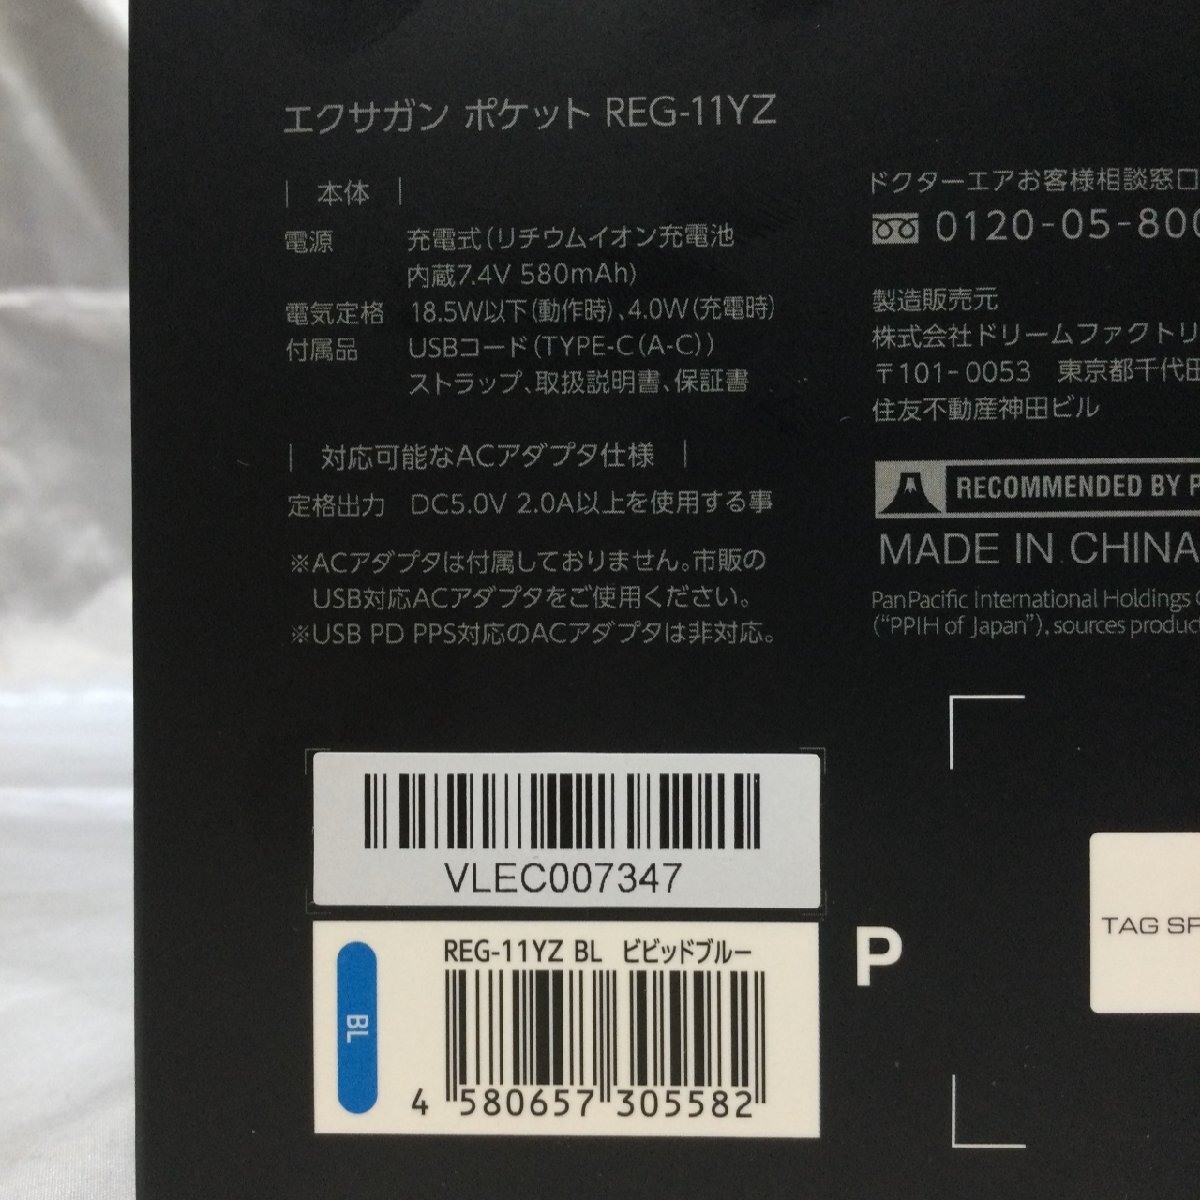 エクサガン ポケット REG-11YZ
| 本体 |
電源 充電式(リチウムイオン充電池
内蔵7.4V 580mAh)
電気定格 18.5W以下(動作時)、4.0W(充電時)
付属品 USBコード(TYPE-C(A-C))
ストラップ、取扱説明書、保証書
| 対応可能なACアダプタ仕様 |
定格出力 DC5.0V 2.0A以上を使用する事
※ACアダプタは付属しておりません。市販の
USB対応ACアダプタをご使用ください。
※USB PD PPS対応のACアダプタは非対応。
ドクターエアお客様相談窓口
0120-05-800
製造販売元
株式会社ドリームファクトリ
〒101-0053 東京都千代田
住友不動産神田ビル
RECOMMENDED BY P
MADE IN CHINA
Pan Pacific International Holdings
("PPIH of Japan"), sources product
VLEC007347
REG-11YZ BL ビビッドブルー
BL
4 580657 305582
P
TAG SP